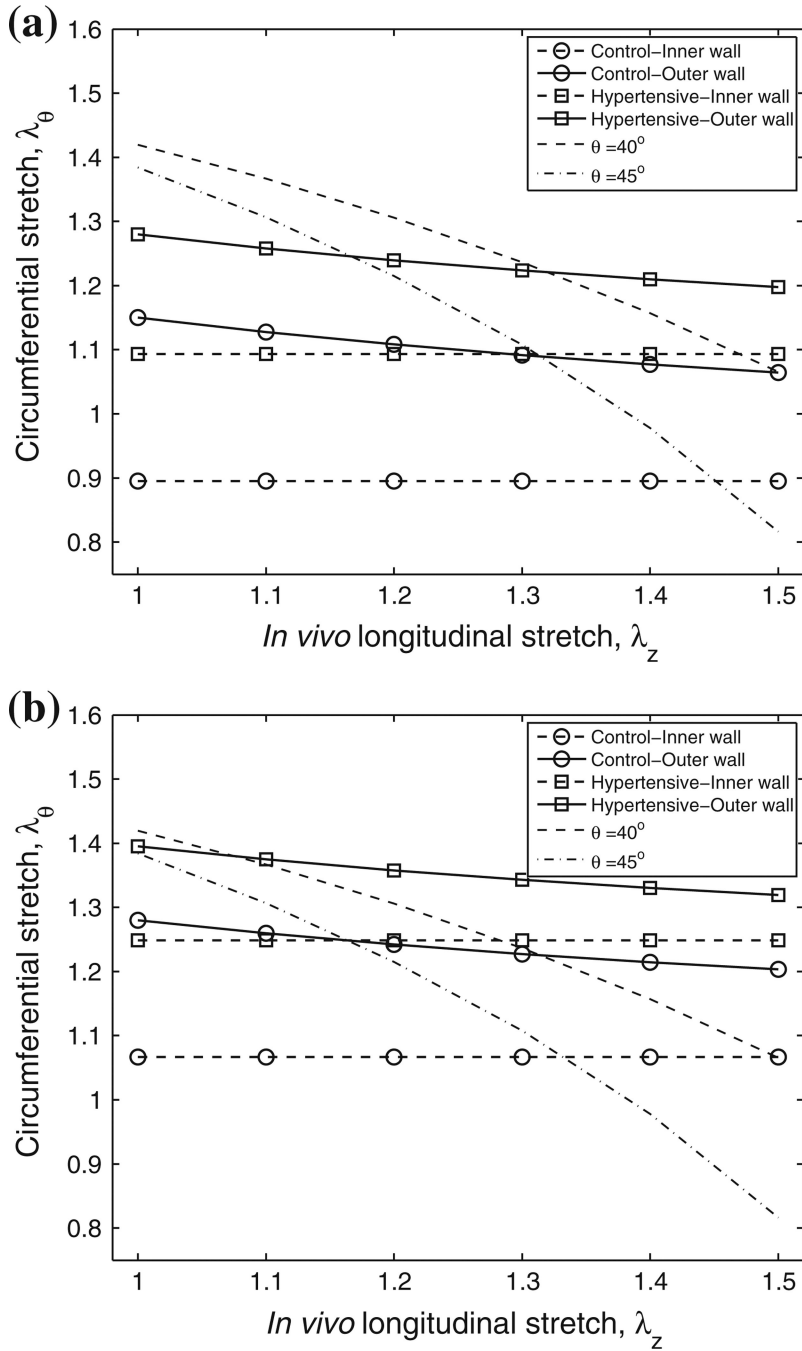 (a)
1.6
1.5
1.4
1.3
1.2
1.1
1
0.9
0.8
Circumferential stretch, λθ
Control−Inner wall
Control−Outer wall
Hypertensive−Inner wall
Hypertensive−Outer wall
θ =40°
θ =45°
1 1.1 1.2 1.3 1.4 1.5
In vivo longitudinal stretch, λz
(b)
1.6
1.5
1.4
1.3
1.2
1.1
1
0.9
0.8
Circumferential stretch, λθ
Control−Inner wall
Control−Outer wall
Hypertensive−Inner wall
Hypertensive−Outer wall
θ =40°
θ =45°
1 1.1 1.2 1.3 1.4 1.5
In vivo longitudinal stretch, λz